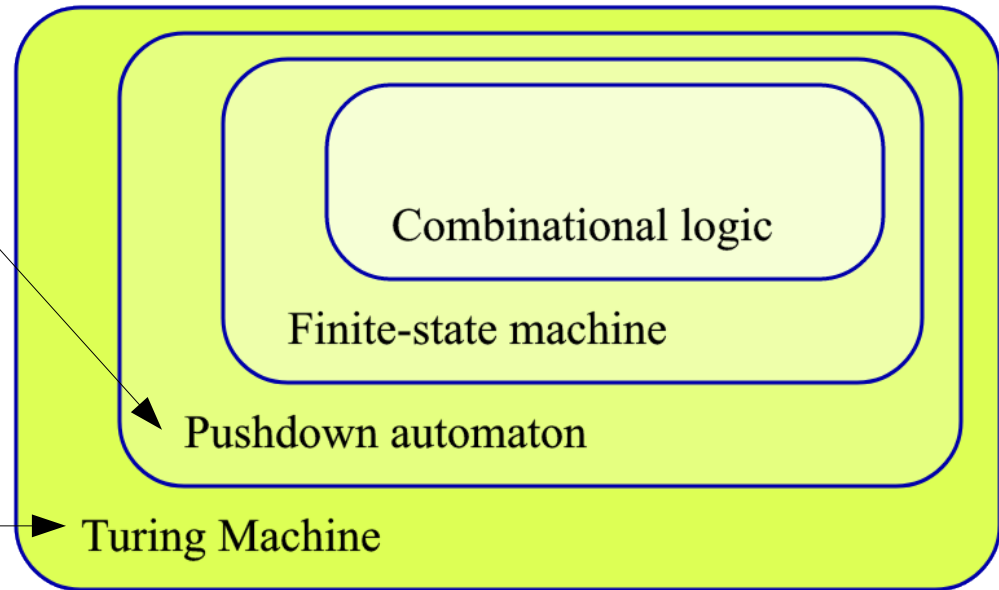 Combinational logic
Finite-state machine
Pushdown automaton
Turing Machine